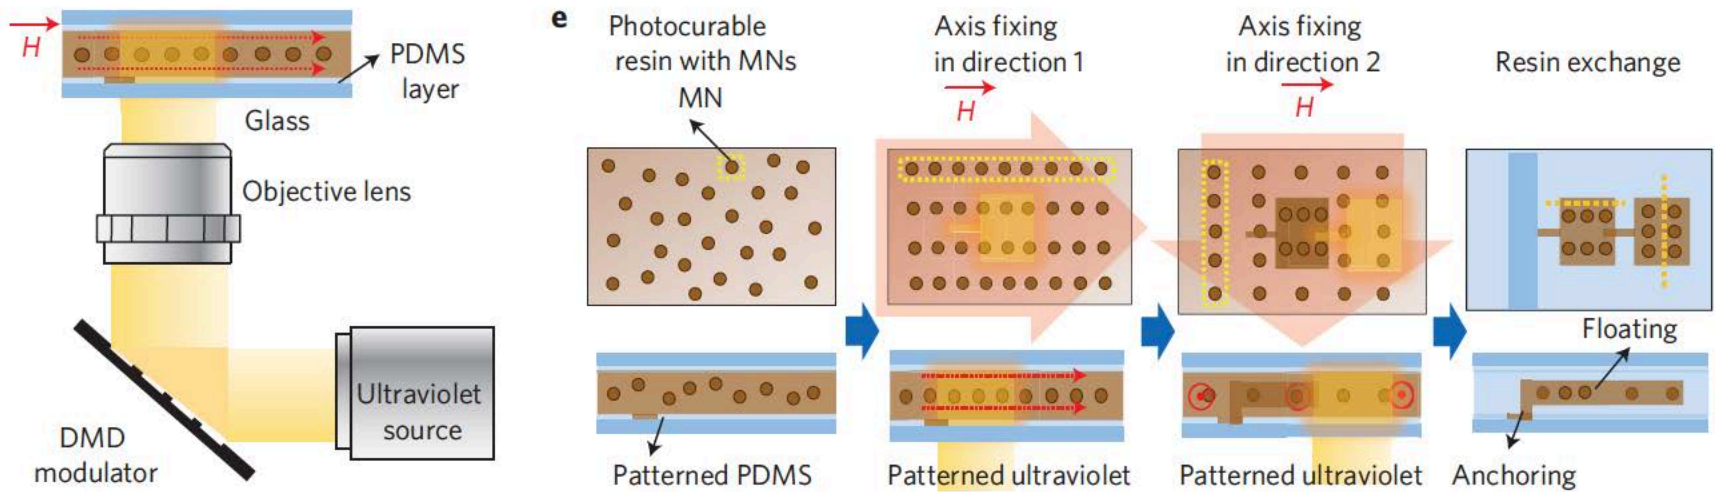 H
PDMS
layer
Glass
Objective lens
Ultraviolet
source
DMD
modulator
e
Photocurable
resin with MNs
MN
Axis fixing
in direction 1
H
Axis fixing
in direction 2
H
Resin exchange
Floating
Patterned PDMS
Patterned ultraviolet
Patterned ultraviolet
Anchoring